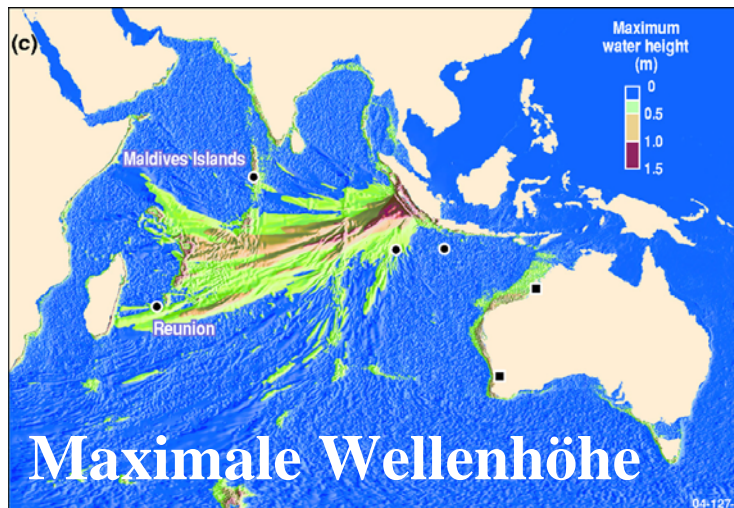 (c)
Maximum
water height
(m)
0
0.5
1.0
1.5
Maldives Islands
Reunion
Maximale Wellenhöhe
04-127-